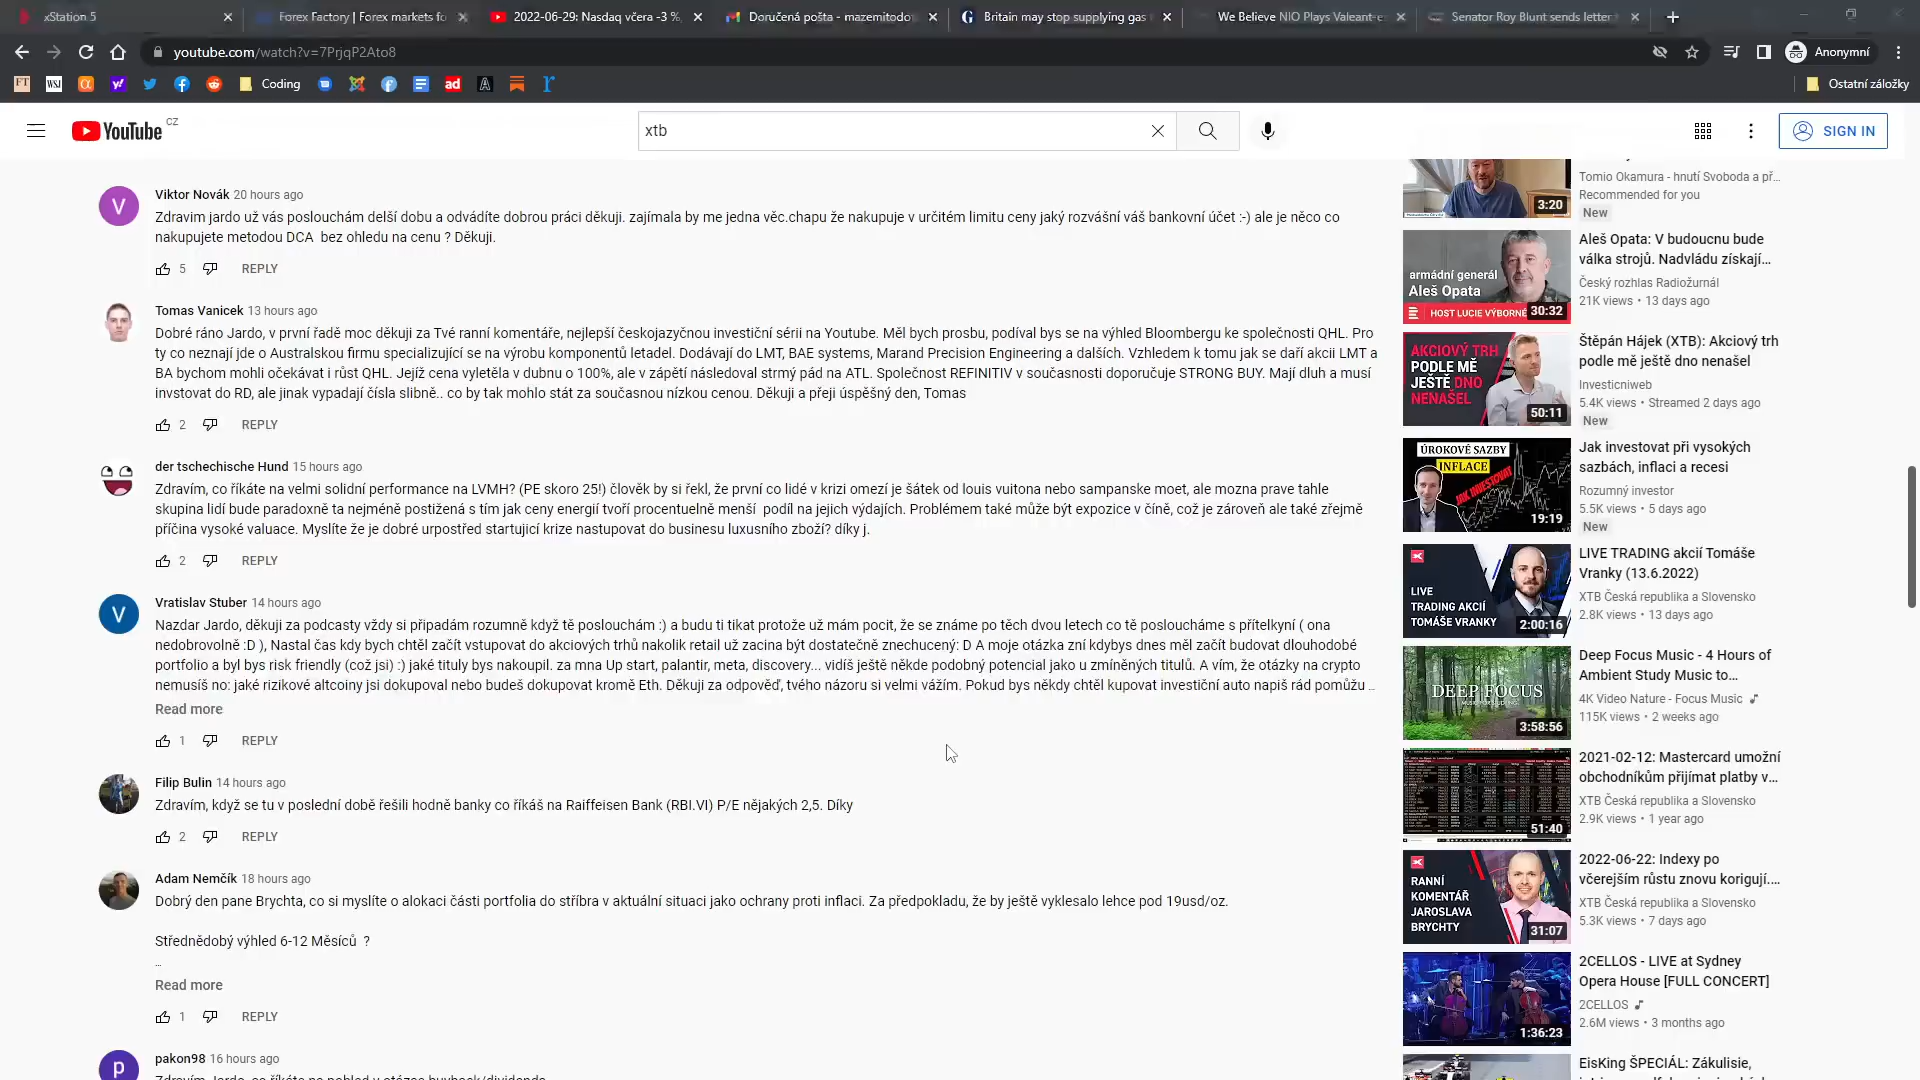 xStation 5
Forex Factory | Forex markets fo
2022-06-29: Nasdaq včera -3 %
Doručená pošta - mazemitodov
Britain may stop supplying gas
We Believe NIO Plays Valeant-e
Senator Roy Blunt sends letter
youtube.com/watch?v=7PrjqP2Ato8
Anonymní
FT
WSJ
Coding
ad
Ostatní záložky
YouTube CZ
xtb
SIGN IN
Viktor Novák 20 hours ago
Zdravim jardo už vás poslouchám delší dobu a odvádíte dobrou práci děkuji. zajímala by me jedna věc.chapu že nakupuje v určitém limitu ceny jaký rozvášní váš bankovní účet :-) ale je něco co
nakupujete metodou DCA bez ohledu na cenu ? Děkuji.
5 REPLY
Tomas Vanicek 13 hours ago
Dobré ráno Jardo, v první řadě moc děkuji za Tvé ranní komentáře, nejlepší českojazyčnou investiční sérii na Youtube. Měl bych prosbu, podíval bys se na výhled Bloombergu ke společnosti QHL. Pro
ty co neznají jde o Australskou firmu specializující se na výrobu komponentů letadel. Dodávají do LMT, BAE systems, Marand Precision Engineering a dalších. Vzhledem k tomu jak se daří akcii LMT a
BA bychom mohli očekávat i růst QHL. Jejíž cena vyletěla v dubnu o 100%, ale v zápětí následoval strmý pád na ATL. Společnost REFINITIV v současnosti doporučuje STRONG BUY. Mají dluh a musí
invstovat do RD, ale jinak vypadají čísla slibně.. co by tak mohlo stát za současnou nízkou cenou. Děkuji a přeji úspěšný den, Tomas
2 REPLY
der tschechische Hund 15 hours ago
Zdravím, co říkáte na velmi solidní performance na LVMH? (PE skoro 25!) člověk by si řekl, že první co lidé v krizi omezí je šátek od louis vuitona nebo sampanske moet, ale mozna prave tahle
skupina lidí bude paradoxně ta nejméně postižená s tím jak ceny energií tvoří procentuelně menší podíl na jejich výdajích. Problémem také může být expozice v číně, což je zároveň ale také zřejmě
příčina vysoké valuace. Myslíte že je dobré urpostřed startujicí krize nastupovat do businesu luxusního zboží? díky j.
2 REPLY
Vratislav Stuber 14 hours ago
Nazdar Jardo, děkuji za podcasty vždy si připadám rozumně když tě poslouchám :) a budu ti tikat protože už mám pocit, že se známe po těch dvou letech co tě posloucháme s přítelkyní ( ona
nedobrovolně :D ), Nastal čas kdy bych chtěl začít vstupovat do akciových trhů nakolik retail už zacina být dostatečně znechucený: D A moje otázka zní kdybys dnes měl začít budovat dlouhodobé
portfolio a byl bys risk friendly (což jsi) :) jaké tituly bys nakoupil. za mna Up start, palantir, meta, discovery... vidíš ještě někde podobný potencial jako u zmíněných titulů. A vím, že otázky na crypto
nemusíš no: jaké rizikové altcoiny jsi dokupoval nebo budeš dokupovat kromě Eth. Děkuji za odpověď, tvého názoru si velmi vážím. Pokud bys někdy chtěl kupovat investiční auto napiš rád pomůžu ...
Read more
1 REPLY
Filip Bulin 14 hours ago
Zdravím, když se tu v poslední době řešili hodně banky co říkáš na Raiffeisen Bank (RBI.VI) P/E nějakých 2,5. Díky
2 REPLY
Adam Nemčík 18 hours ago
Dobrý den pane Brychta, co si myslíte o alokaci části portfolia do stříbra v aktuální situaci jako ochrany proti inflaci. Za předpokladu, že by ještě vyklesalo lehce pod 19usd/oz.
Střednědobý výhled 6-12 Měsíců ?
...
Read more
1 REPLY
pakon98 16 hours ago
3:20
Tomio Okamura - hnutí Svoboda a př...
Recommended for you
New
armádní generál
Aleš Opata
HOST LUCIE VÝBORNÉ
30:32
Aleš Opata: V budoucnu bude
válka strojů. Nadvládu získají...
Český rozhlas Radiožurnál
21K views • 13 days ago
AKCIOVÝ TRH
PODLE MĚ
JEŠTĚ DNO
NENAŠEL
50:11
Štěpán Hájek (XTB): Akciový trh
podle mě ještě dno nenašel
Investicniweb
5.4K views • Streamed 2 days ago
New
ÚROKOVÉ SAZBY
INFLACE
JAK INVESTOVAT
19:19
Jak investovat při vysokých
sazbách, inflaci a recesi
Rozumný investor
5.5K views • 5 days ago
New
LIVE
TRADING AKCIÍ
TOMÁŠE VRANKY
2:00:16
LIVE TRADING akcií Tomáše
Vranky (13.6.2022)
XTB Česká republika a Slovensko
2.8K views • 13 days ago
DEEP FOCUS
3:58:56
Deep Focus Music - 4 Hours of
Ambient Study Music to...
4K Video Nature - Focus Music
115K views • 2 weeks ago
51:40
2021-02-12: Mastercard umožní
obchodníkům přijímat platby v...
XTB Česká republika a Slovensko
2.9K views • 1 year ago
RANNÍ
KOMENTÁŘ
JAROSLAVA
BRYCHTY
31:07
2022-06-22: Indexy po
včerejším růstu znovu korigují....
XTB Česká republika a Slovensko
5.3K views • 7 days ago
1:36:23
2CELLOS - LIVE at Sydney
Opera House [FULL CONCERT]
2CELLOS
2.6M views • 3 months ago
EisKing ŠPECIÁL: Zákulisie,